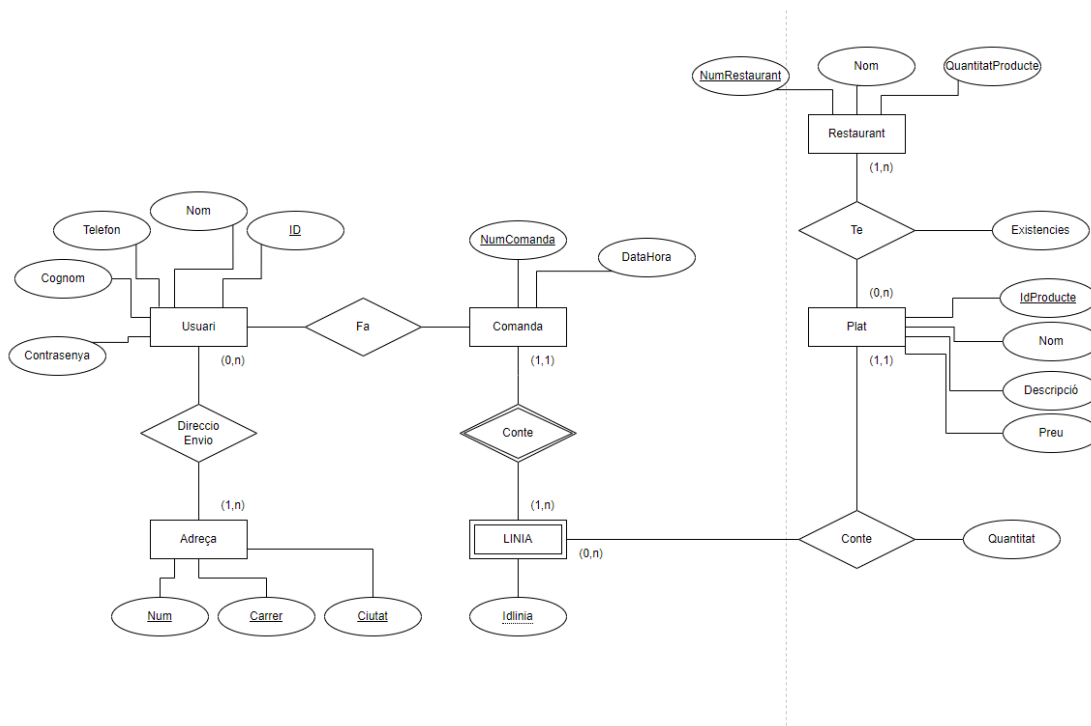 NumRestaurant
Nom
QuantitatProducte
Restaurant
(1,n)
Te
Existencies
(0,n)
Plat
(1,1)
IdProducte
Nom
Descripció
Preu
Telefon
Nom
ID
Cognom
Usuari
Contrasenya
(0,n)
Fa
NumComanda
DataHora
Comanda
(1,1)
Direccio
Envio
Conte
(1,n)
(1,n)
Adreça
LINIA
(0,n)
Conte
Quantitat
Num
Carrer
Ciutat
Idlinia